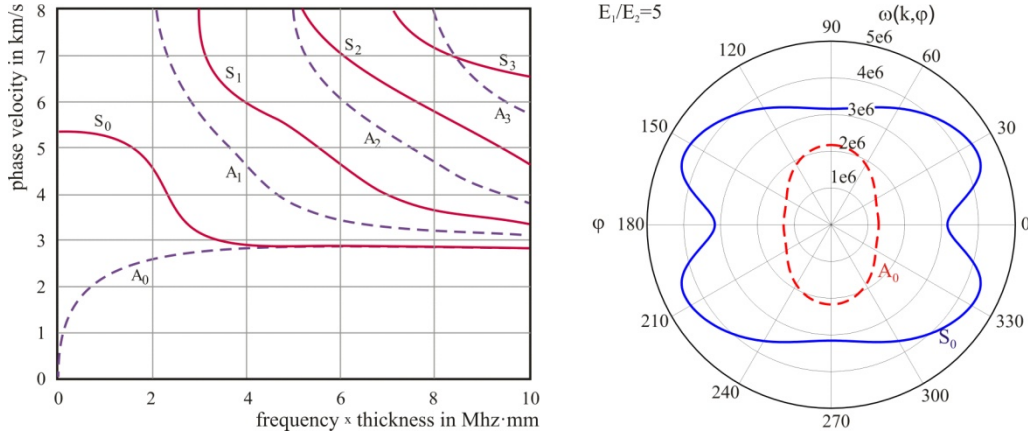 8
7
6
5
4
3
2
1
0
phase velocity in km/s
S0
S1
S2
S3
A0
A1
A2
A3
0 2 4 6 8 10
frequency x thickness in Mhz·mm
E1/E2=5
ω(k,φ)
90
5e6
120
60
4e6
150
3e6
30
2e6
1e6
φ 180
0
A0
210
330
S0
240
300
270